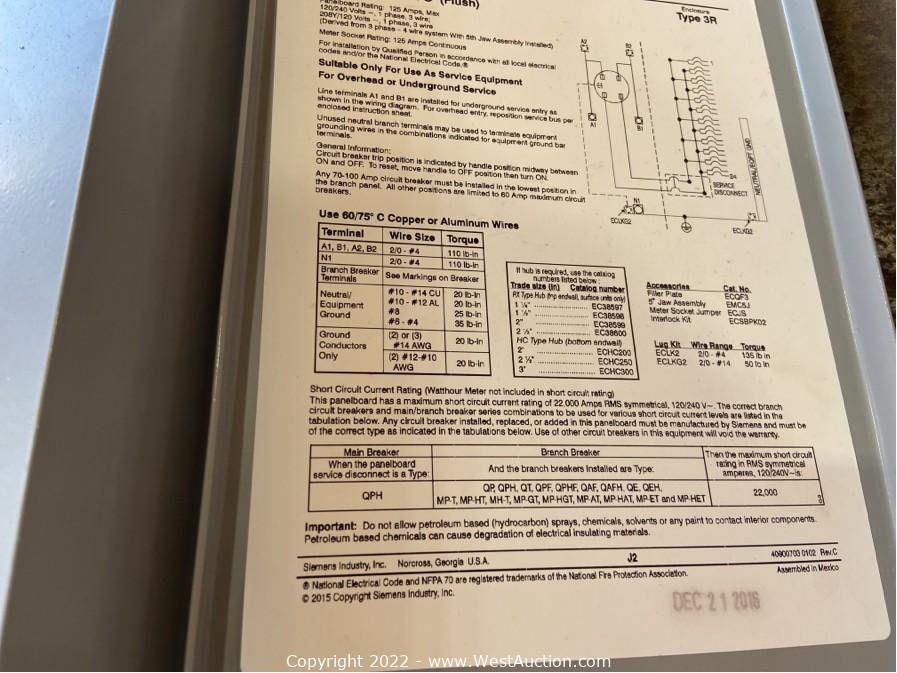 (Flush)
Enclosure
Type 3R
Panelboard Rating: 125 Amps, Max
120/240 Volts ~, 1 phase, 3 wire;
208Y/120 Volts ~, 1 phase, 3 wire
(Derived from 3 phase - 4 wire system With 5th Jaw Assembly Installed)
Meter Socket Rating: 125 Amps Continuous
For installation by Qualified Person in accordance with all local electrical
codes and/or the National Electrical Code.®
Suitable Only For Use As Service Equipment
For Overhead or Underground Service
Line terminals A1 and B1 are installed for underground service entry as
shown in the wiring diagram. For overhead entry, reposition service bus per
enclosed instruction sheet.
Unused neutral branch terminals may be used to terminate equipment
grounding wires in the combinations indicated for equipment ground bar
terminals.
General Information:
Circuit breaker trip position is indicated by handle position midway between
ON and OFF. To reset, move handle to OFF position then turn ON.
Any 70-100 Amp circuit breaker must be installed in the lowest position in
the branch panel. All other positions are limited to 60 Amp maximum circuit
breakers.
A2
B2
A1
B1
N1
ECLKG2
24
SERVICE
DISCONNECT
NEUTRAL/EQPT GND
ECLKG2
Use 60/75° C Copper or Aluminum Wires
Terminal Wire Size Torque
A1, B1, A2, B2 2/0 - #4 110 lb-in
N1 2/0 - #4 110 lb-in
Branch Breaker
Terminals See Markings on Breaker
Neutral/
Equipment
Ground
#10 - #14 CU 20 lb-in
#10 - #12 AL 20 lb-in
#8 25 lb-in
#6 - #4 35 lb-in
Ground
Conductors
Only
(2) or (3)
#14 AWG 20 lb-in
(2) #12-#10
AWG 20 lb-in
If hub is required, use the catalog
numbers listed below:
Trade size (in) Catalog number
RX Type Hub (top endwall, surface units only)
1 ¼" EC38597
1 ½" EC38598
2" EC38599
2 ½" EC38600
HC Type Hub (bottom endwall)
2" ECHC200
2 ½" ECHC250
3" ECHC300
Accessories Cat. No.
Filler Plate ECQF3
5th Jaw Assembly EMC5J
Meter Socket Jumper ECJS
Interlock Kit ECSBPK02
Lug Kit Wire Range Torque
ECLK2 2/0 - #4 135 lb in
ECLKG2 2/0 - #14 50 lb in
Short Circuit Current Rating (Watthour Meter not included in short circuit rating)
This panelboard has a maximum short circuit current rating of 22,000 Amps RMS symmetrical, 120/240 V~. The correct branch
circuit breakers and main/branch breaker series combinations to be used for various short circuit current levels are listed in the
tabulation below. Any circuit breaker installed, replaced, or added in this panelboard must be manufactured by Siemens and must be
of the correct type as indicated in the tabulations below. Use of other circuit breakers in this equipment will void the warranty.
Main Breaker
When the panelboard
service disconnect is a Type:
Branch Breaker
And the branch breakers Installed are Type:
Then the maximum short circuit
rating in RMS symmetrical
amperes, 120/240V~is:
QPH
QP, QPH, QT, QPF, QPHF, QAF, QAFH, QE, QEH,
MP-T, MP-HT, MH-T, MP-GT, MP-HGT, MP-AT, MP-HAT, MP-ET and MP-HET
22,000
Important: Do not allow petroleum based (hydrocarbon) sprays, chemicals, solvents or any paint to contact interior components.
Petroleum based chemicals can cause degradation of electrical insulating materials.
Siemens Industry, Inc. Norcross, Georgia U.S.A. J2 40900703 0102 Rev.C
® National Electrical Code and NFPA 70 are registered trademarks of the National Fire Protection Association. Assembled in Mexico
© 2015 Copyright Siemens Industry, Inc.
DEC 21 2016
Copyright 2022 - www.WestAuction.com